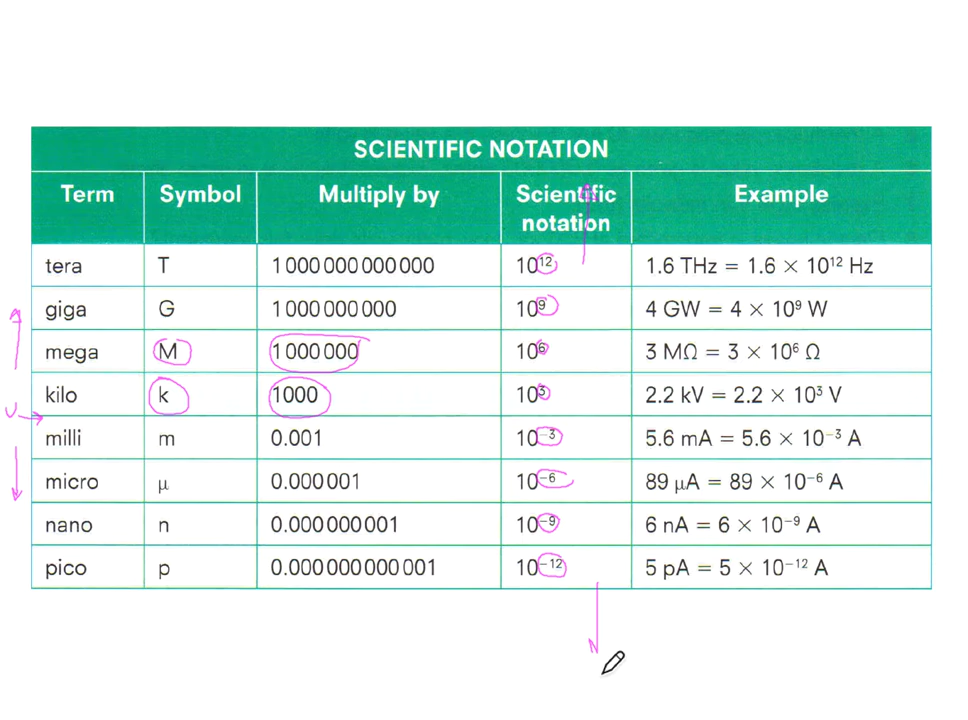 SCIENTIFIC NOTATION
Term Symbol Multiply by Scientific notation Example
tera T 1 000 000 000 000 10¹² 1.6 THz = 1.6 × 10¹² Hz
giga G 1 000 000 000 10⁹ 4 GW = 4 × 10⁹ W
mega M 1 000 000 10⁶ 3 MΩ = 3 × 10⁶ Ω
kilo k 1000 10³ 2.2 kV = 2.2 × 10³ V
milli m 0.001 10⁻³ 5.6 mA = 5.6 × 10⁻³ A
micro μ 0.000 001 10⁻⁶ 89 μA = 89 × 10⁻⁶ A
nano n 0.000 000 001 10⁻⁹ 6 nA = 6 × 10⁻⁹ A
pico p 0.000 000 000 001 10⁻¹² 5 pA = 5 × 10⁻¹² A